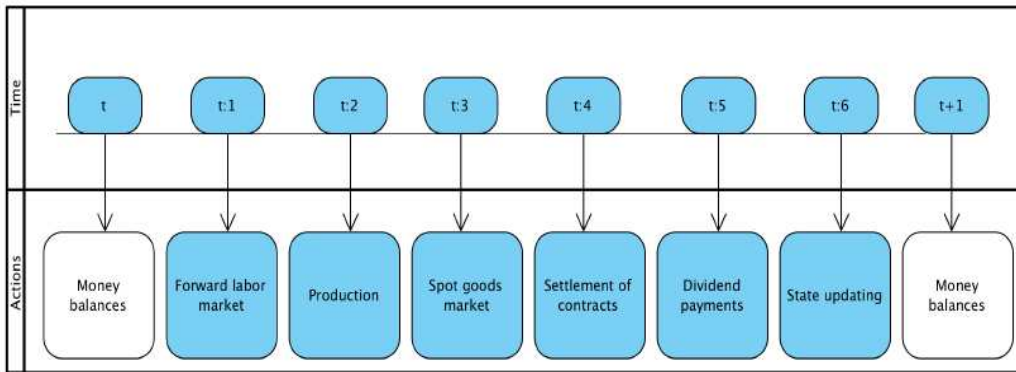 Time
t
t:1
t:2
t:3
t:4
t:5
t:6
t+1
Actions
Money
balances
Forward labor
market
Production
Spot goods
market
Settlement of
contracts
Dividend
payments
State updating
Money
balances